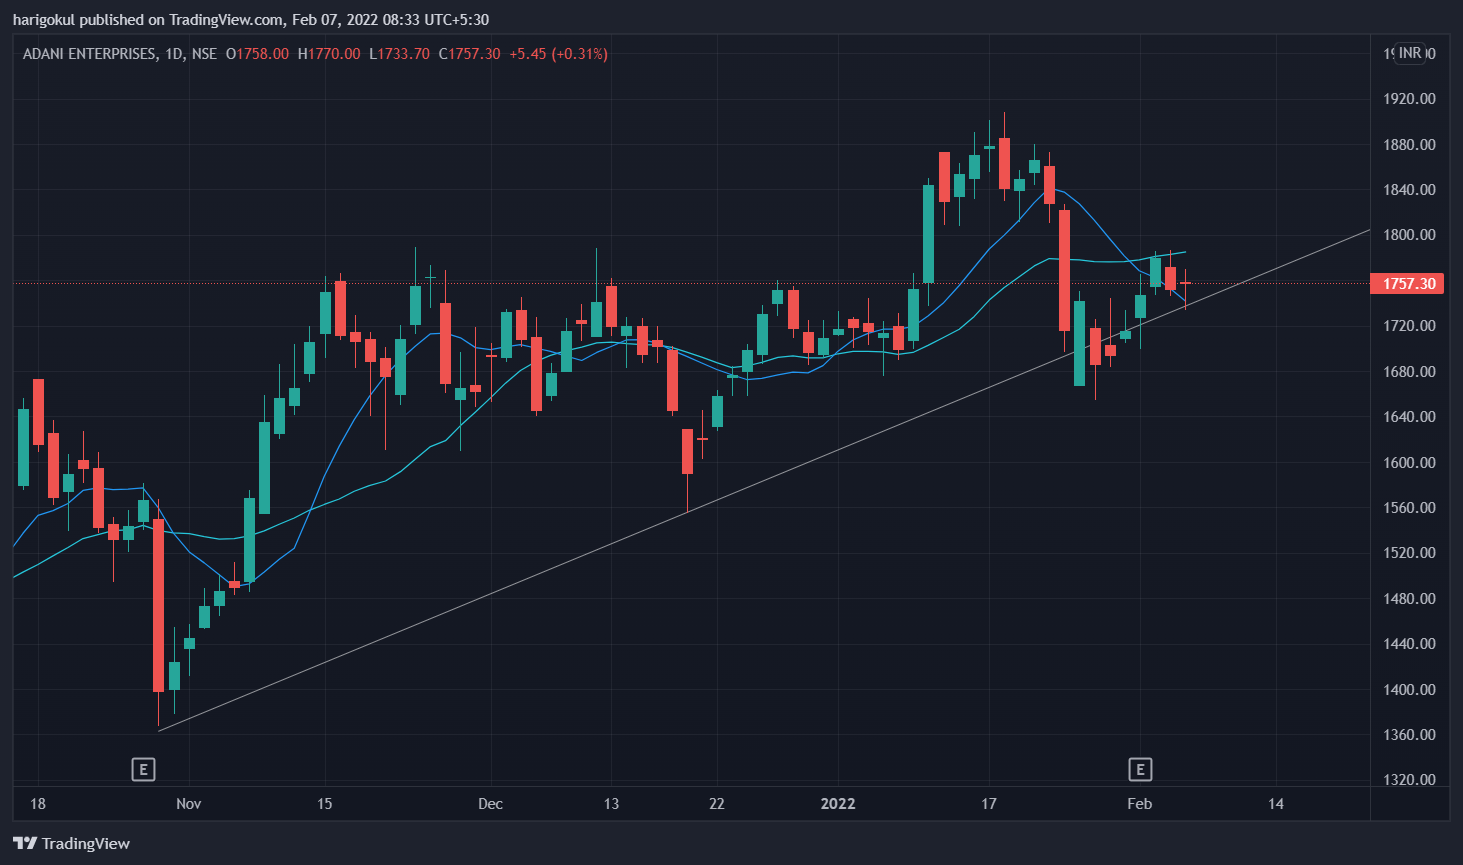 harigokul published on TradingView.com, Feb 07, 2022 08:33 UTC+5:30
ADANI ENTERPRISES, 1D, NSE O1758.00 H1770.00 L1733.70 C1757.30 +5.45 (+0.31%)
INR
1920.00
1880.00
1840.00
1800.00
1757.30
1720.00
1680.00
1640.00
1600.00
1560.00
1520.00
1480.00
1440.00
1400.00
1360.00
1320.00
E E
18 Nov 15 Dec 13 22 2022 17 Feb 14
TradingView